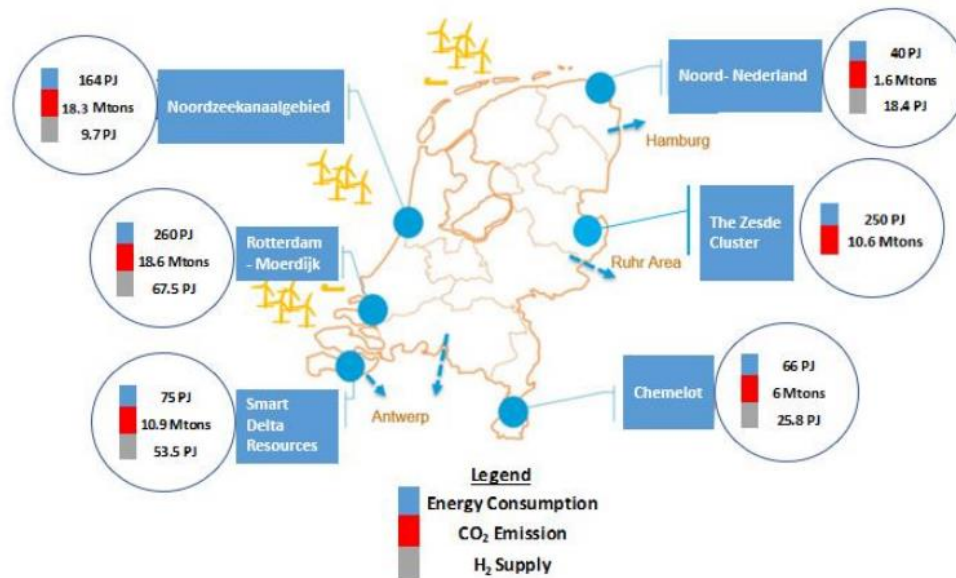 164 PJ
18.3 Mtons
9.7 PJ
Noordzeekanaalgebied
Noord- Nederland
40 PJ
1.6 Mtons
18.4 PJ
Hamburg
260 PJ
18.6 Mtons
67.5 PJ
Rotterdam
- Moerdijk
The Zesde
Cluster
250 PJ
10.6 Mtons
Ruhr Area
75 PJ
10.9 Mtons
53.5 PJ
Smart
Delta
Resources
Antwerp
Chemelot
66 PJ
6 Mtons
25.8 PJ
Legend
Energy Consumption
CO₂ Emission
H₂ Supply